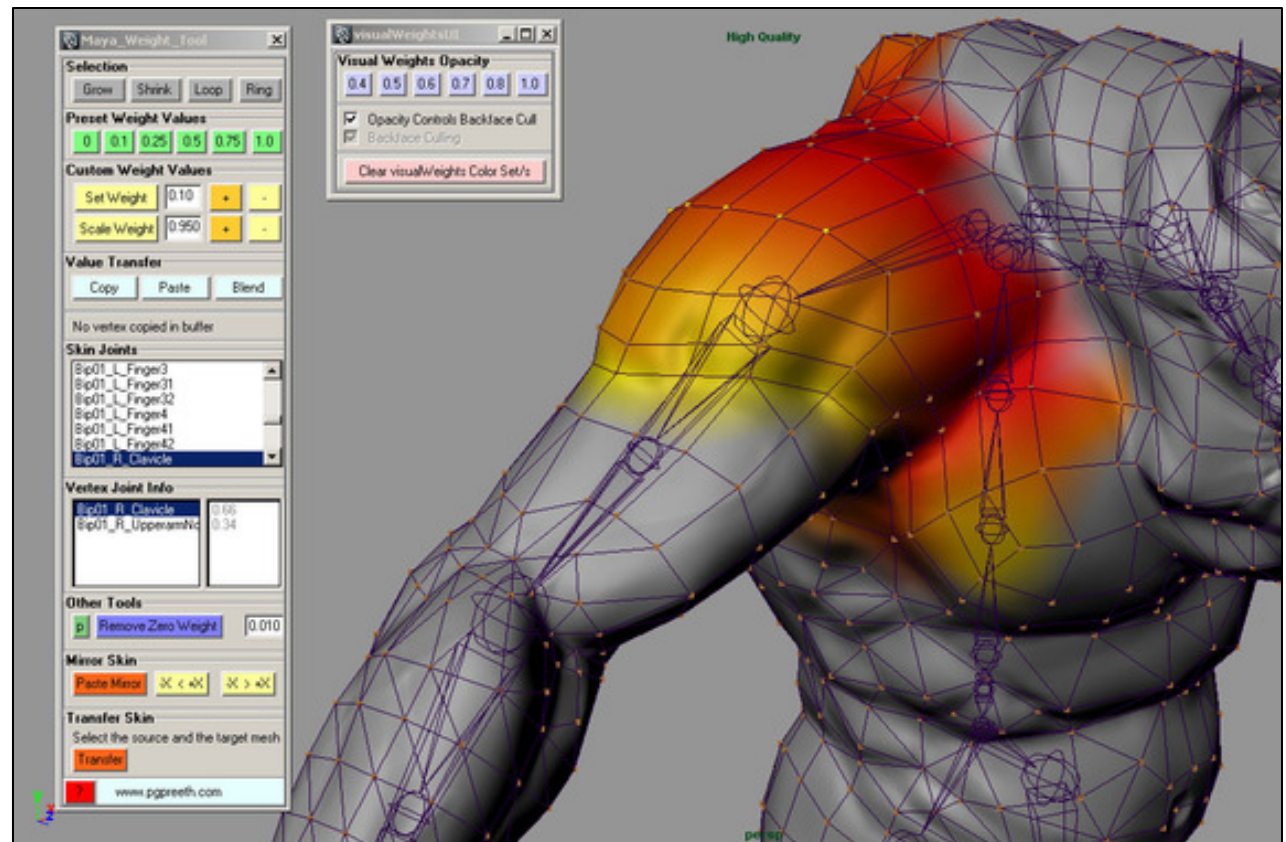 Maya_Weight_Tool
Selection
Grow Shrink Loop Ring
Preset Weight Values
0 0.1 0.25 0.5 0.75 1.0
Custom Weight Values
Set Weight 0.10 + -
Scale Weight 0.950 + -
Value Transfer
Copy Paste Blend
No vertex copied in buffer
Skin Joints
Bip01_L_Finger3
Bip01_L_Finger31
Bip01_L_Finger32
Bip01_L_Finger4
Bip01_L_Finger41
Bip01_L_Finger42
Bip01_R_Clavicle
Vertex Joint Info
Bip01_R_Clavicle 0.66
Bip01_R_UpperarmNo 0.34
Other Tools
p Remove Zero Weight 0.010
Mirror Skin
Paste Mirror -X < +X -X > +X
Transfer Skin
Select the source and the target mesh
Transfer
? www.pgpreeth.com
visualWeightsUI
Visual Weights Opacity
0.4 0.5 0.6 0.7 0.8 1.0
Opacity Controls Backface Cull
Backface Culling
Clear visualWeights Color Set/s
High Quality
persp